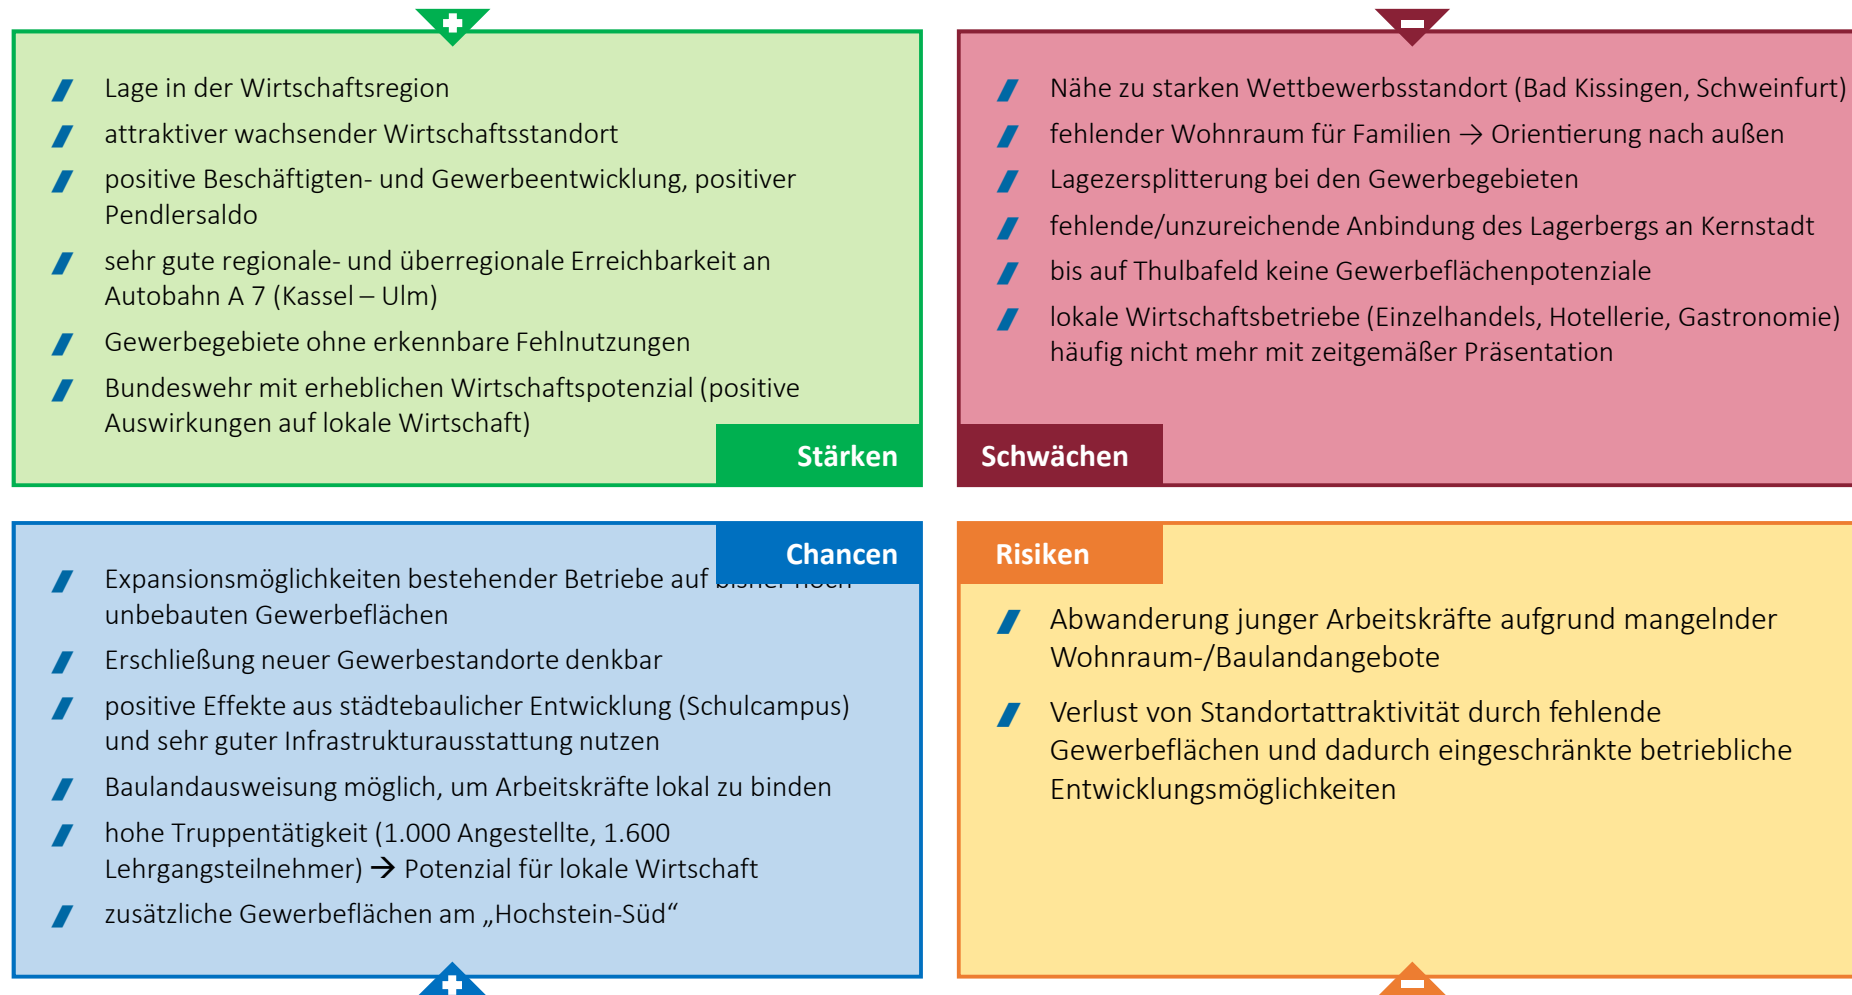 Lage in der Wirtschaftsregion
attraktiver wachsender Wirtschaftsstandort
positive Beschäftigten- und Gewerbeentwicklung, positiver
Pendlersaldo
sehr gute regionale- und überregionale Erreichbarkeit an
Autobahn A 7 (Kassel – Ulm)
Gewerbegebiete ohne erkennbare Fehlnutzungen
Bundeswehr mit erheblichen Wirtschaftspotenzial (positive
Auswirkungen auf lokale Wirtschaft)
Stärken
Nähe zu starken Wettbewerbsstandort (Bad Kissingen, Schweinfurt)
fehlender Wohnraum für Familien → Orientierung nach außen
Lagezersplitterung bei den Gewerbegebieten
fehlende/unzureichende Anbindung des Lagerbergs an Kernstadt
bis auf Thulbafeld keine Gewerbeflächenpotenziale
lokale Wirtschaftsbetriebe (Einzelhandels, Hotellerie, Gastronomie)
häufig nicht mehr mit zeitgemäßer Präsentation
Schwächen
Chancen
Expansionsmöglichkeiten bestehender Betriebe auf bisher noch
unbebauten Gewerbeflächen
Erschließung neuer Gewerbestandorte denkbar
positive Effekte aus städtebaulicher Entwicklung (Schulcampus)
und sehr guter Infrastrukturausstattung nutzen
Baulandausweisung möglich, um Arbeitskräfte lokal zu binden
hohe Truppentätigkeit (1.000 Angestellte, 1.600
Lehrgangsteilnehmer) → Potenzial für lokale Wirtschaft
zusätzliche Gewerbeflächen am „Hochstein-Süd“
Risiken
Abwanderung junger Arbeitskräfte aufgrund mangelnder
Wohnraum-/Baulandangebote
Verlust von Standortattraktivität durch fehlende
Gewerbeflächen und dadurch eingeschränkte betriebliche
Entwicklungsmöglichkeiten